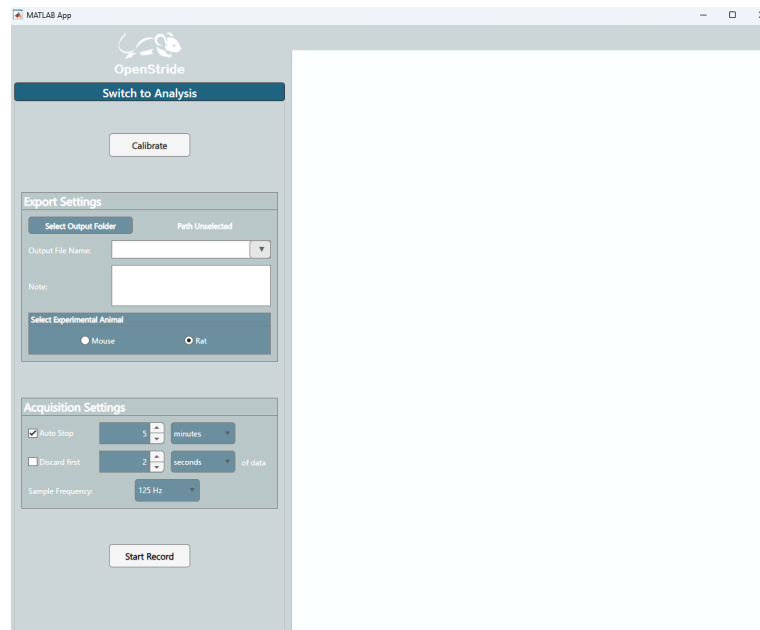 MATLAB App
OpenStride
Switch to Analysis
Calibrate
Export Settings
Select Output Folder Path Unselected
Output File Name:
Note:
Select Experimental Animal
Mouse Rat
Acquisition Settings
Auto Stop 5 minutes
Discard first 2 seconds of data
Sample Frequency: 125 Hz
Start Record